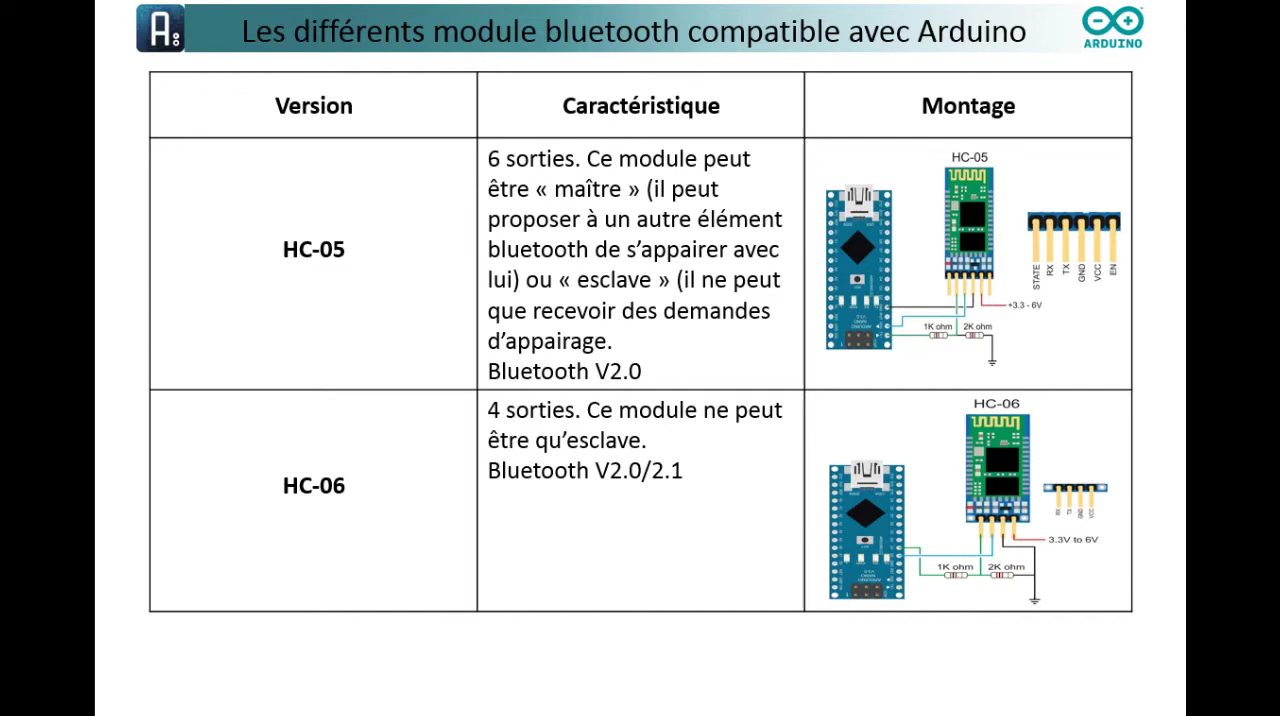 Les différents module bluetooth compatible avec Arduino
ARDUINO
Version
Caractéristique
Montage
HC-05
6 sorties. Ce module peut
être « maître » (il peut
proposer à un autre élément
bluetooth de s’appairer avec
lui) ou « esclave » (il ne peut
que recevoir des demandes
d’appairage.
Bluetooth V2.0
HC-05
STATE
RX
TX
GND
VCC
EN
+3.3 - 6V
1K ohm
2K ohm
HC-06
4 sorties. Ce module ne peut
être qu’esclave.
Bluetooth V2.0/2.1
HC-06
RX
TX
GND
VCC
3.3V to 6V
1K ohm
2K ohm